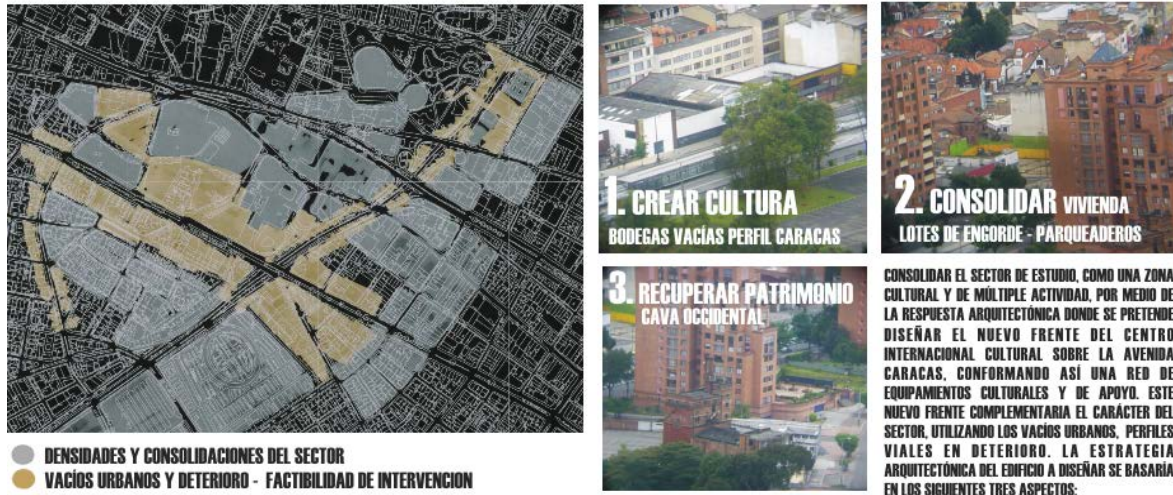 1. CREAR CULTURA
BODEGAS VACÍAS PERFIL CARACAS
2. CONSOLIDAR VIVIENDA
LOTES DE ENGORDE - PARQUEADEROS
3. RECUPERAR PATRIMONIO
CAVA OCCIDENTAL
CONSOLIDAR EL SECTOR DE ESTUDIO, COMO UNA ZONA
CULTURAL Y DE MÚLTIPLE ACTIVIDAD, POR MEDIO DE
LA RESPUESTA ARQUITECTÓNICA DONDE SE PRETENDE
DISEÑAR EL NUEVO FRENTE DEL CENTRO
INTERNACIONAL CULTURAL SOBRE LA AVENIDA
CARACAS, CONFORMANDO ASÍ UNA RED DE
EQUIPAMIENTOS CULTURALES Y DE APOYO. ESTE
NUEVO FRENTE COMPLEMENTARIA EL CARÁCTER DEL
SECTOR, UTILIZANDO LOS VACÍOS URBANOS, PERFILES
VIALES EN DETERIORO. LA ESTRATEGIA
ARQUITECTÓNICA DEL EDIFICIO A DISEÑAR SE BASARÍA
EN LOS SIGUIENTES TRES ASPECTOS:
DENSIDADES Y CONSOLIDACIONES DEL SECTOR
VACÍOS URBANOS Y DETERIORO - FACTIBILIDAD DE INTERVENCION